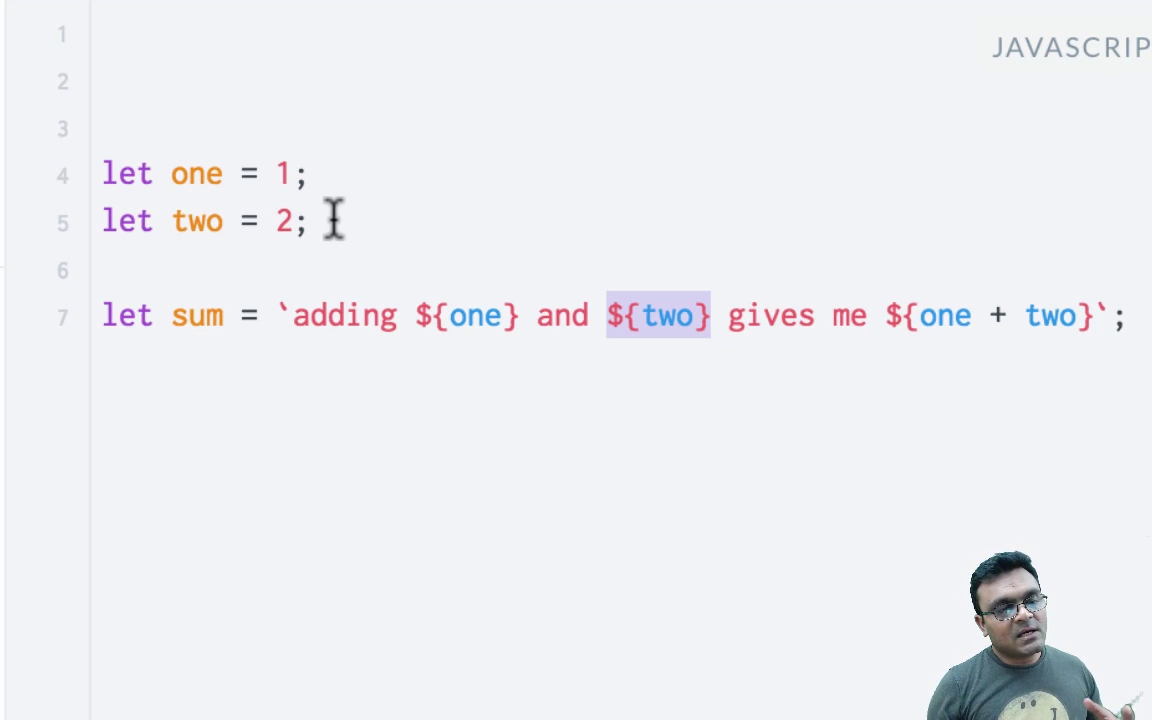 1
JAVASCRIP
2
3
4 let one = 1;
5 let two = 2;
6
7 let sum = `adding ${one} and ${two} gives me ${one + two}`;